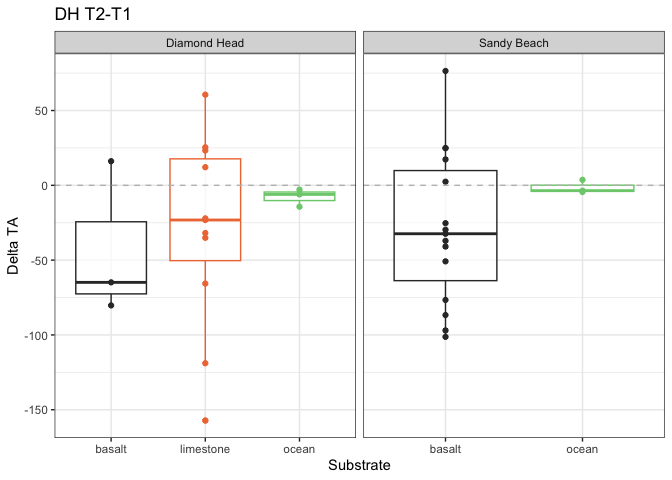 DH T2-T1
Diamond Head
Sandy Beach
Delta TA
50
0
-50
-100
-150
basalt
limestone
ocean
basalt
ocean
Substrate